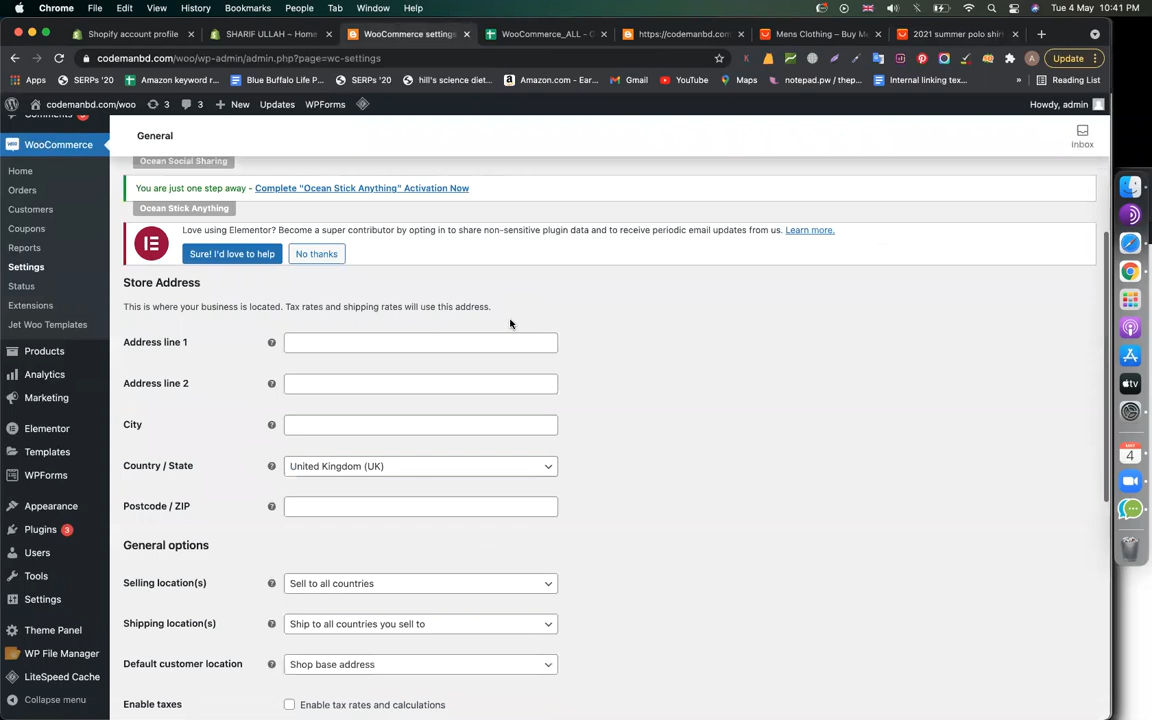 Chrome File Edit View History Bookmarks People Tab Window Help Tue 4 May 10:41 PM
Shopify account profile SHARIF ULLAH ~ Home WooCommerce settings WooCommerce_ALL - https://codemanbd.com Mens Clothing – Buy M 2021 summer polo shir
codemanbd.com/woo/wp-admin/admin.php?page=wc-settings Update
Apps SERPs '20 Amazon keyword r... Blue Buffalo Life P... SERPs '20 hill's science diet... Amazon.com - Earn... Gmail YouTube Maps notepad.pw / thep... Internal linking tex... » Reading List
codemanbd.com/woo 3 3 + New Updates WPForms Howdy, admin
Comments
WooCommerce
Home
Orders
Customers
Coupons
Reports
Settings
Status
Extensions
Jet Woo Templates
Products
Analytics
Marketing
Elementor
Templates
WPForms
Appearance
Plugins 3
Users
Tools
Settings
Theme Panel
WP File Manager
LiteSpeed Cache
Collapse menu
General
Inbox
Ocean Social Sharing
You are just one step away - Complete "Ocean Stick Anything" Activation Now
Ocean Stick Anything
Love using Elementor? Become a super contributor by opting in to share non-sensitive plugin data and to receive periodic email updates from us. Learn more.
Sure! I'd love to help No thanks
Store Address
This is where your business is located. Tax rates and shipping rates will use this address.
Address line 1
Address line 2
City
Country / State United Kingdom (UK)
Postcode / ZIP
General options
Selling location(s) Sell to all countries
Shipping location(s) Ship to all countries you sell to
Default customer location Shop base address
Enable taxes Enable tax rates and calculations
tv
MAY
4